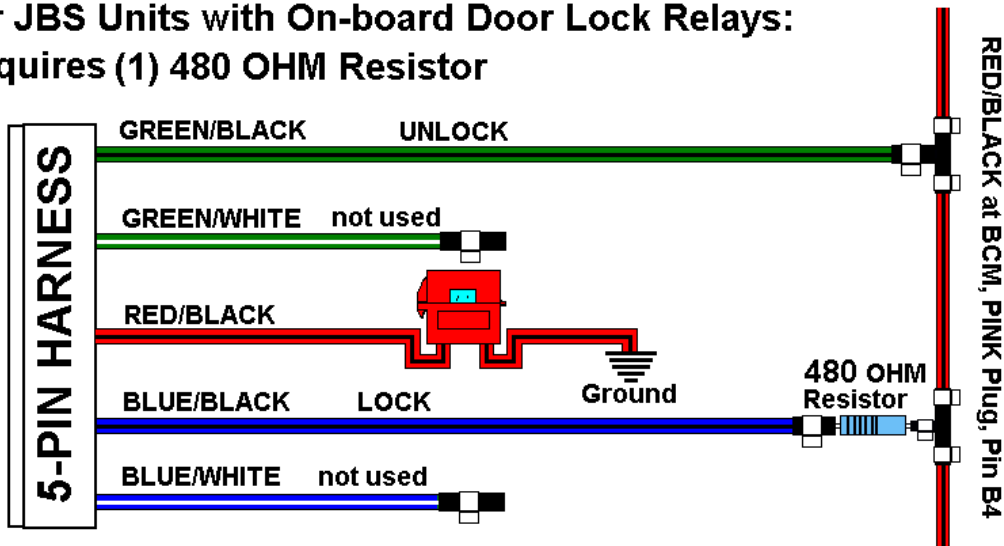 JBS Units with On-board Door Lock Relays:
(1) 480 OHM Resistor
GREEN/BLACK UNLOCK
GREEN/WHITE not used
RED/BLACK
Ground
480 OHM
Resistor
BLUE/BLACK LOCK
BLUE/WHITE not used
5-PIN HARNESS
RED/BLACK at BCM, PINK Plug, Pin B4